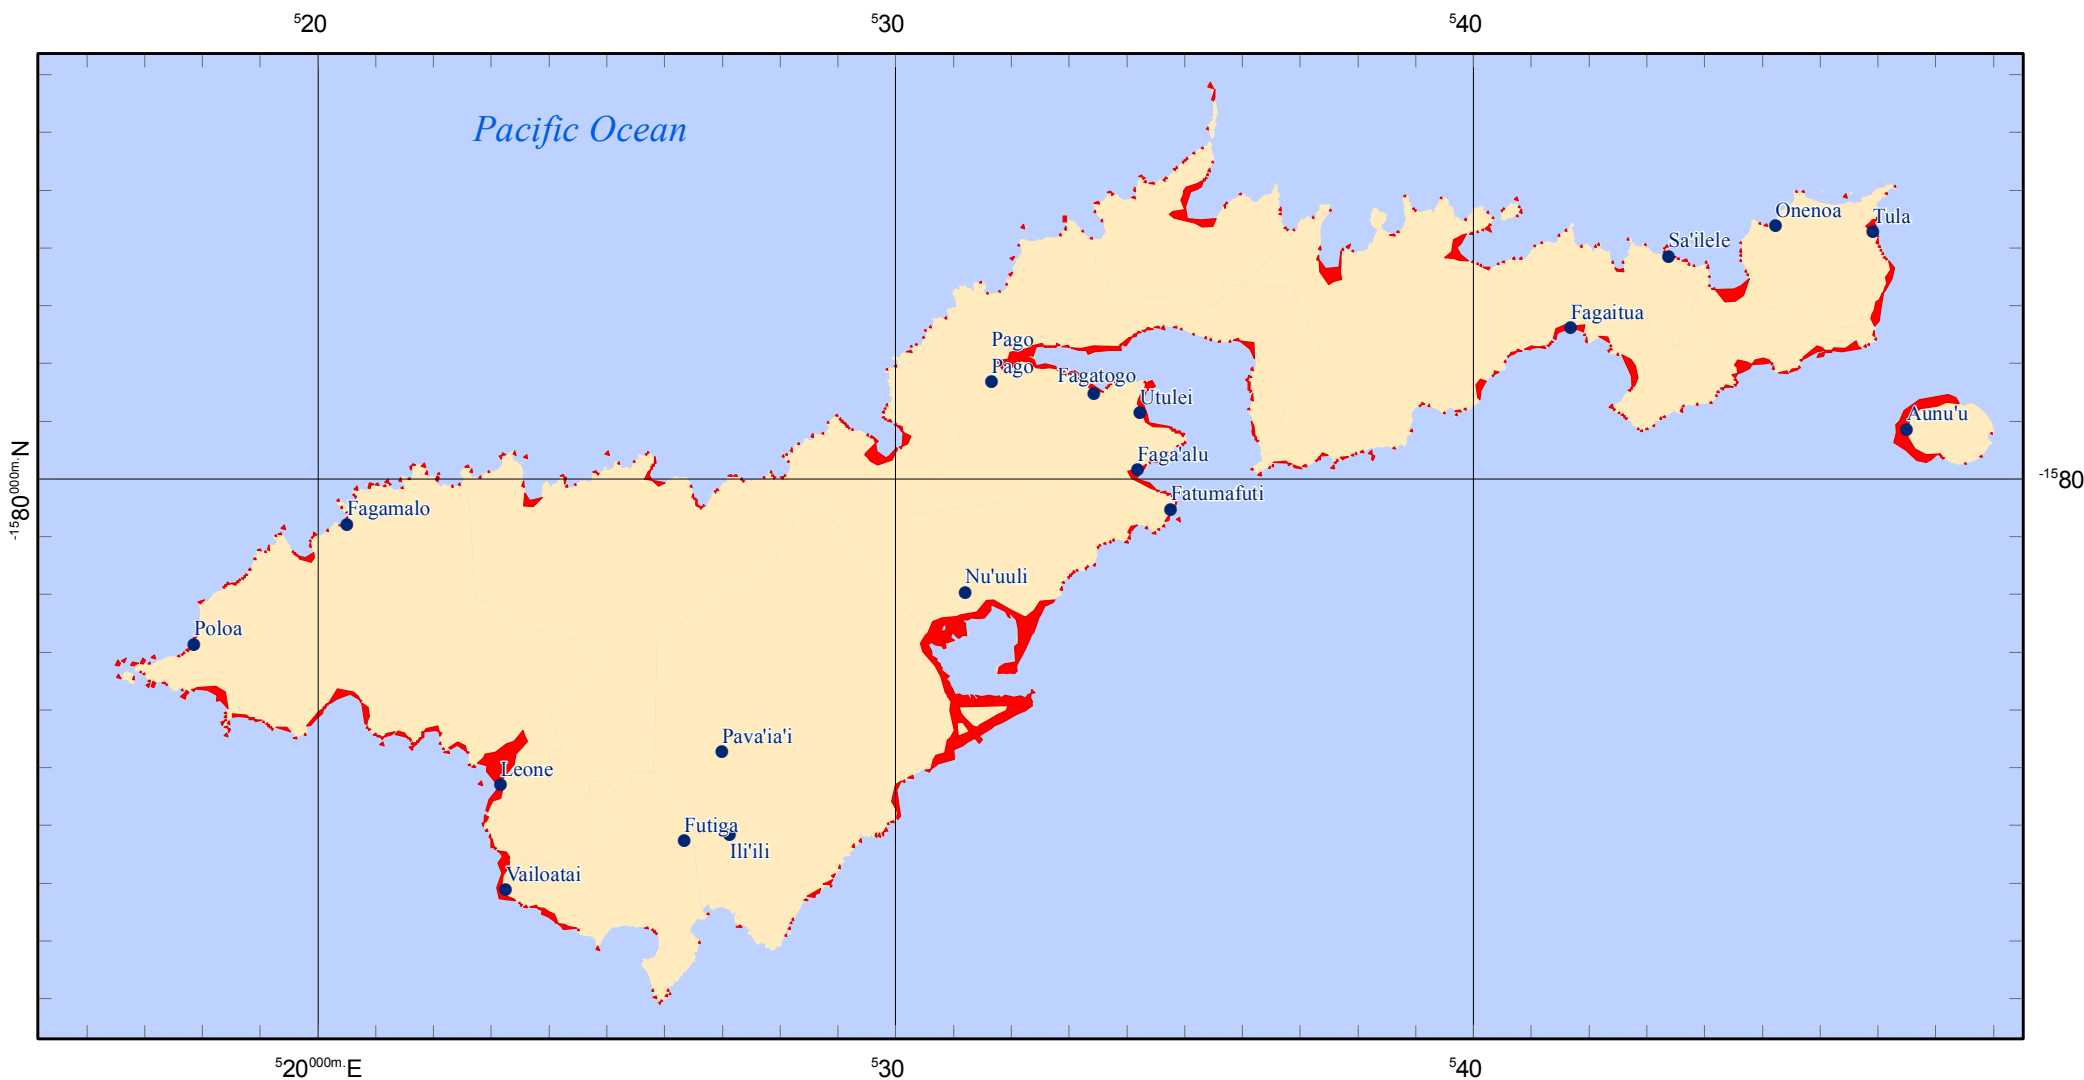 520
530
540
Pacific Ocean
Onenoa
Tula
Sa'ilele
Fagaitua
Pago
Pago
Fagatogo
Utulei
Aunu'u
Faga'alu
-1580000m.N
-1580
Fatumafuti
Fagamalo
Nu'uuli
Poloa
Pava'ia'i
Leone
Futiga
Ili'ili
Vailoatai
520000m.E
530
540